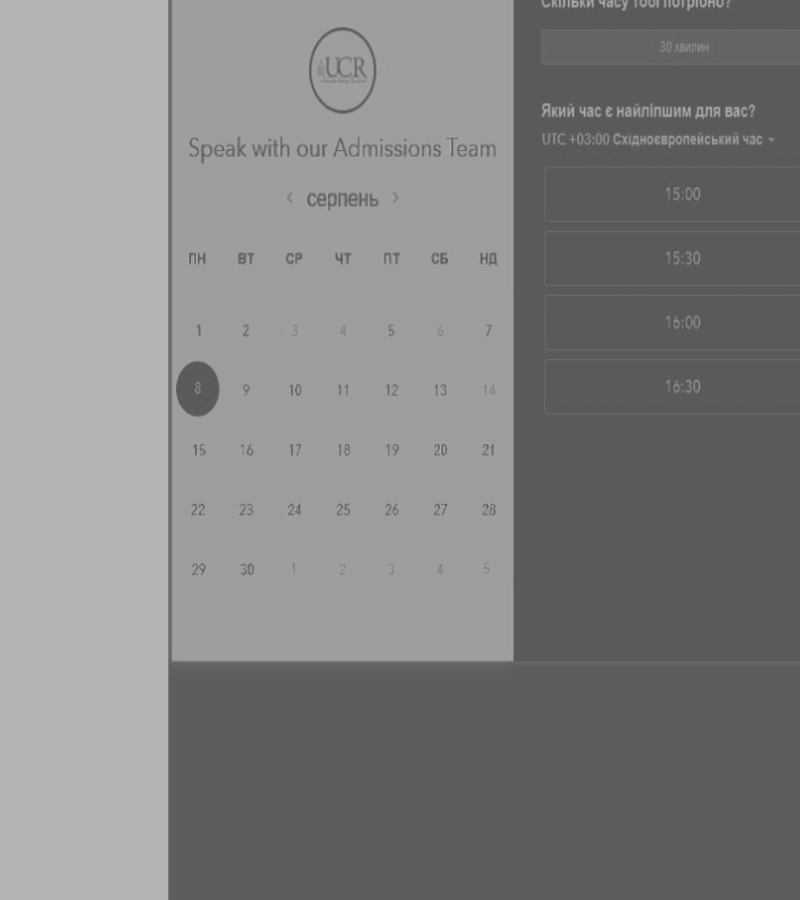 UCR
Speak with our Admissions Team
‹ серпень ›
ПН ВТ СР ЧТ ПТ СБ НД
1 2 3 4 5 6 7
8 9 10 11 12 13 14
15 16 17 18 19 20 21
22 23 24 25 26 27 28
29 30 1 2 3 4 5
Скільки часу тобі потрібно?
30 хвилин
Який час є найліпшим для вас?
UTC +03:00 Східноєвропейський час
15:00
15:30
16:00
16:30